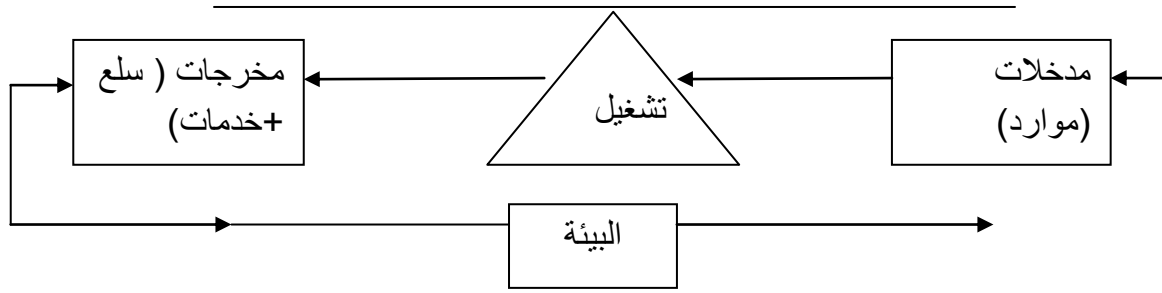 مدخلات
(موارد)
تشغيل
مخرجات ( سلع
+خدمات)
البيئة